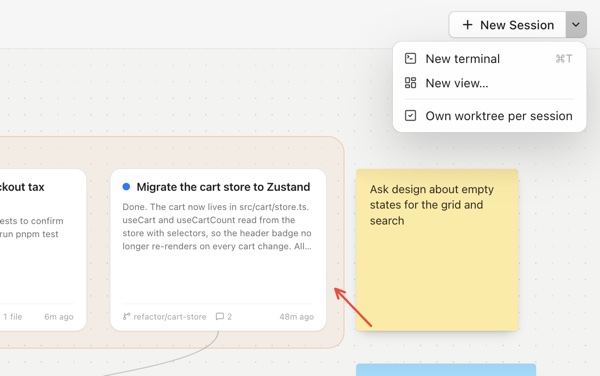 New Session
New terminal ⌘T
New view...
Own worktree per session
ckout tax
ests to confirm
run pnpm test
1 file 6m ago
Migrate the cart store to Zustand
Done. The cart now lives in src/cart/store.ts.
useCart and useCartCount read from the
store with selectors, so the header badge no
longer re-renders on every cart change. All...
refactor/cart-store 2 48m ago
Ask design about empty
states for the grid and
search